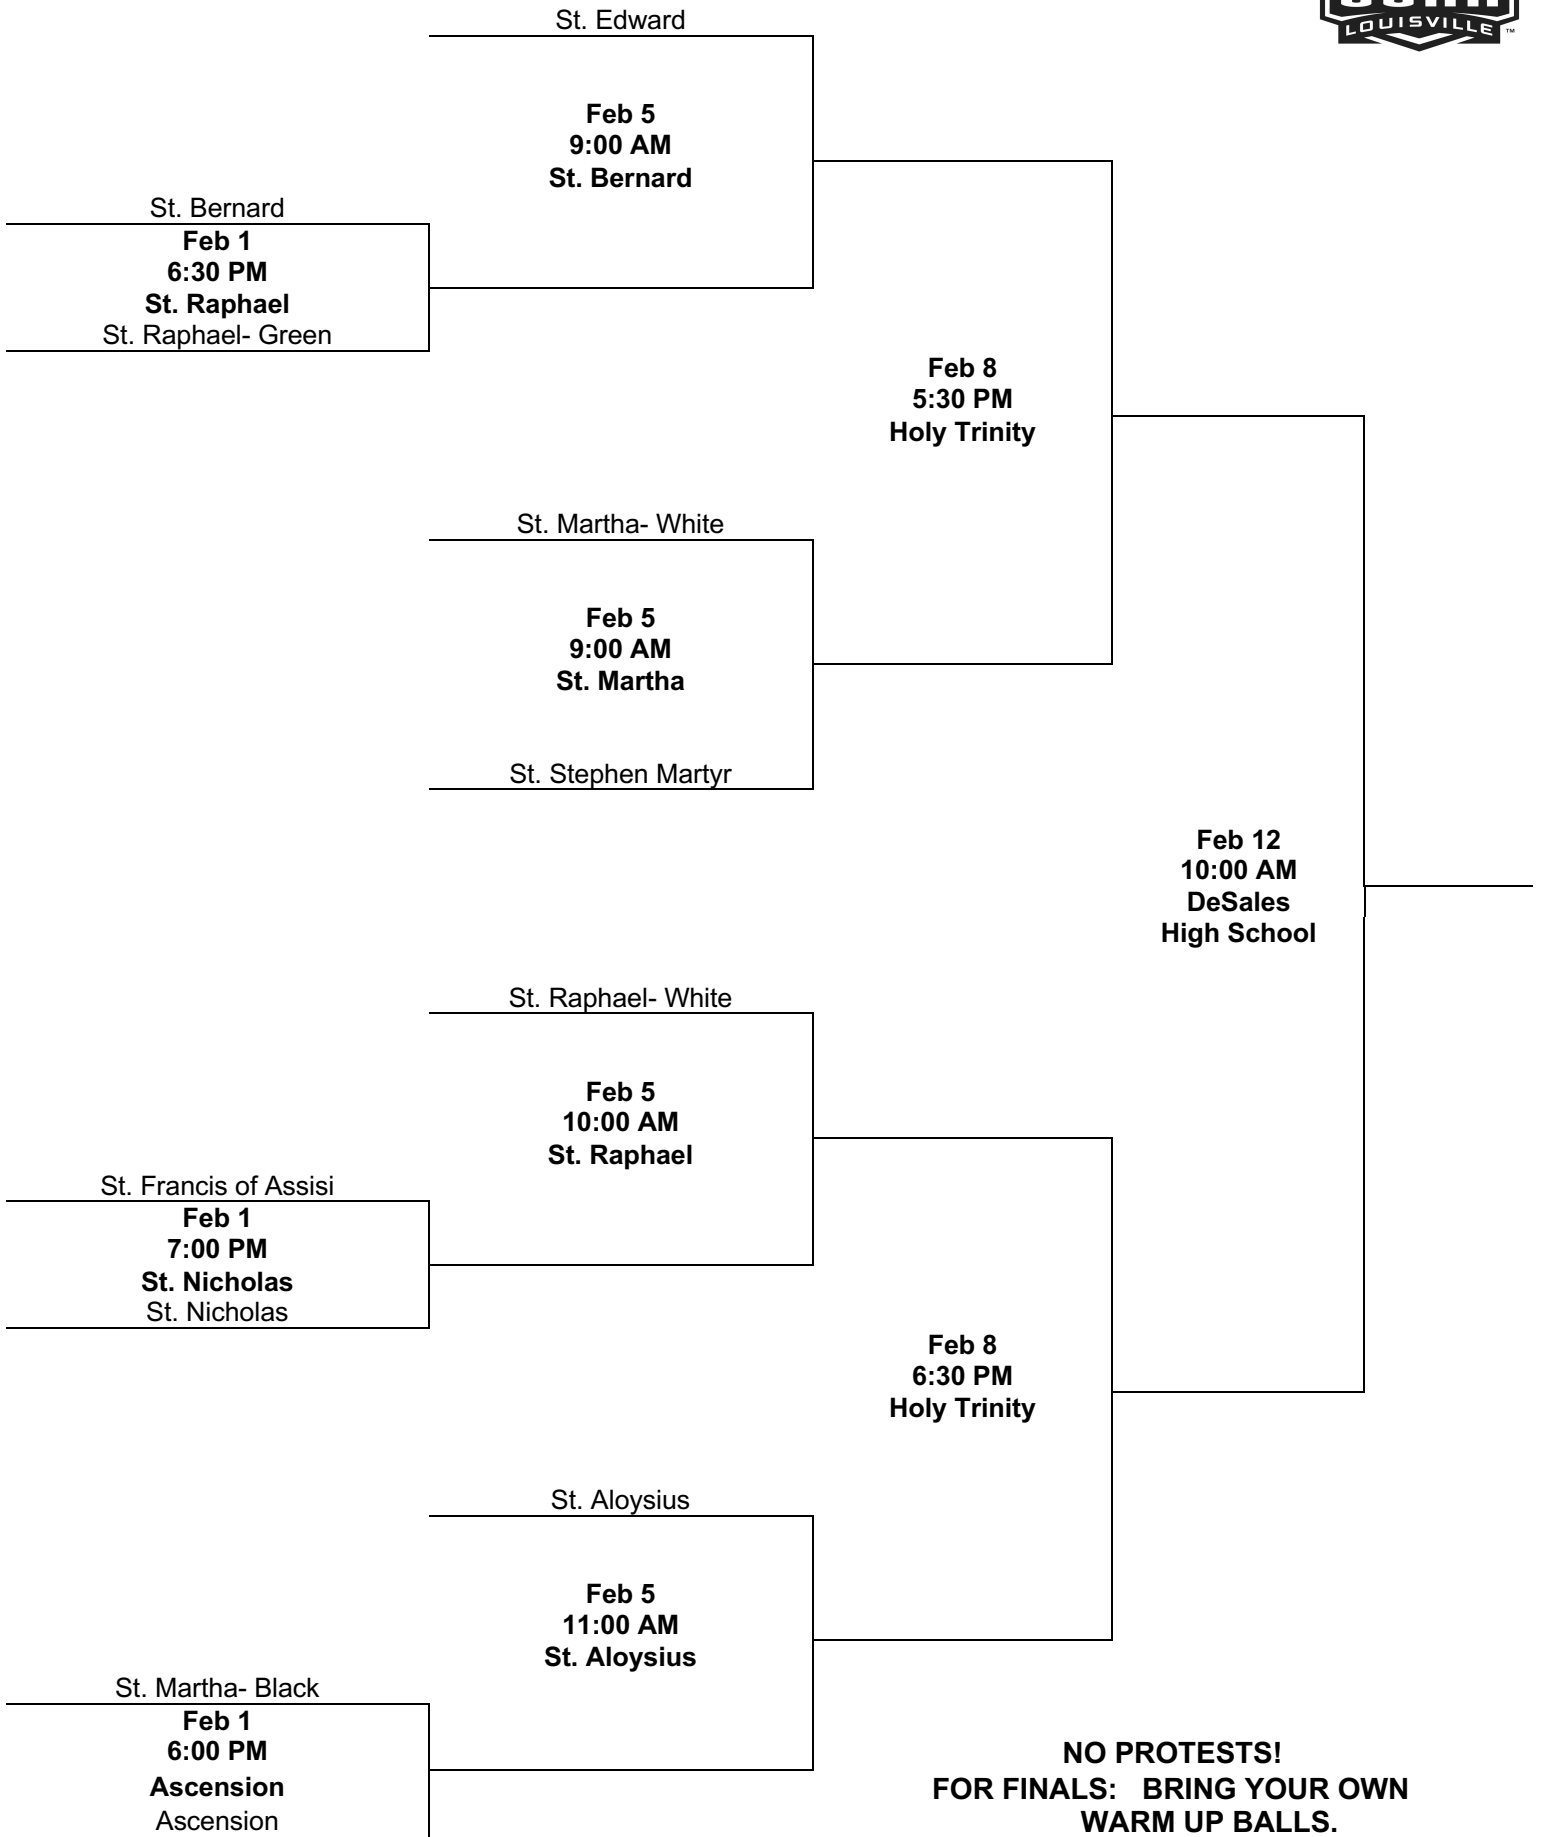 LOUISVILLE ™
St. Edward
Feb 5
9:00 AM
St. Bernard
St. Bernard
Feb 1
6:30 PM
St. Raphael
St. Raphael- Green
Feb 8
5:30 PM
Holy Trinity
St. Martha- White
Feb 5
9:00 AM
St. Martha
St. Stephen Martyr
Feb 12
10:00 AM
DeSales
High School
St. Raphael- White
Feb 5
10:00 AM
St. Raphael
St. Francis of Assisi
Feb 1
7:00 PM
St. Nicholas
St. Nicholas
Feb 8
6:30 PM
Holy Trinity
St. Aloysius
Feb 5
11:00 AM
St. Aloysius
St. Martha- Black
Feb 1
6:00 PM
Ascension
Ascension
NO PROTESTS!
FOR FINALS: BRING YOUR OWN
WARM UP BALLS.